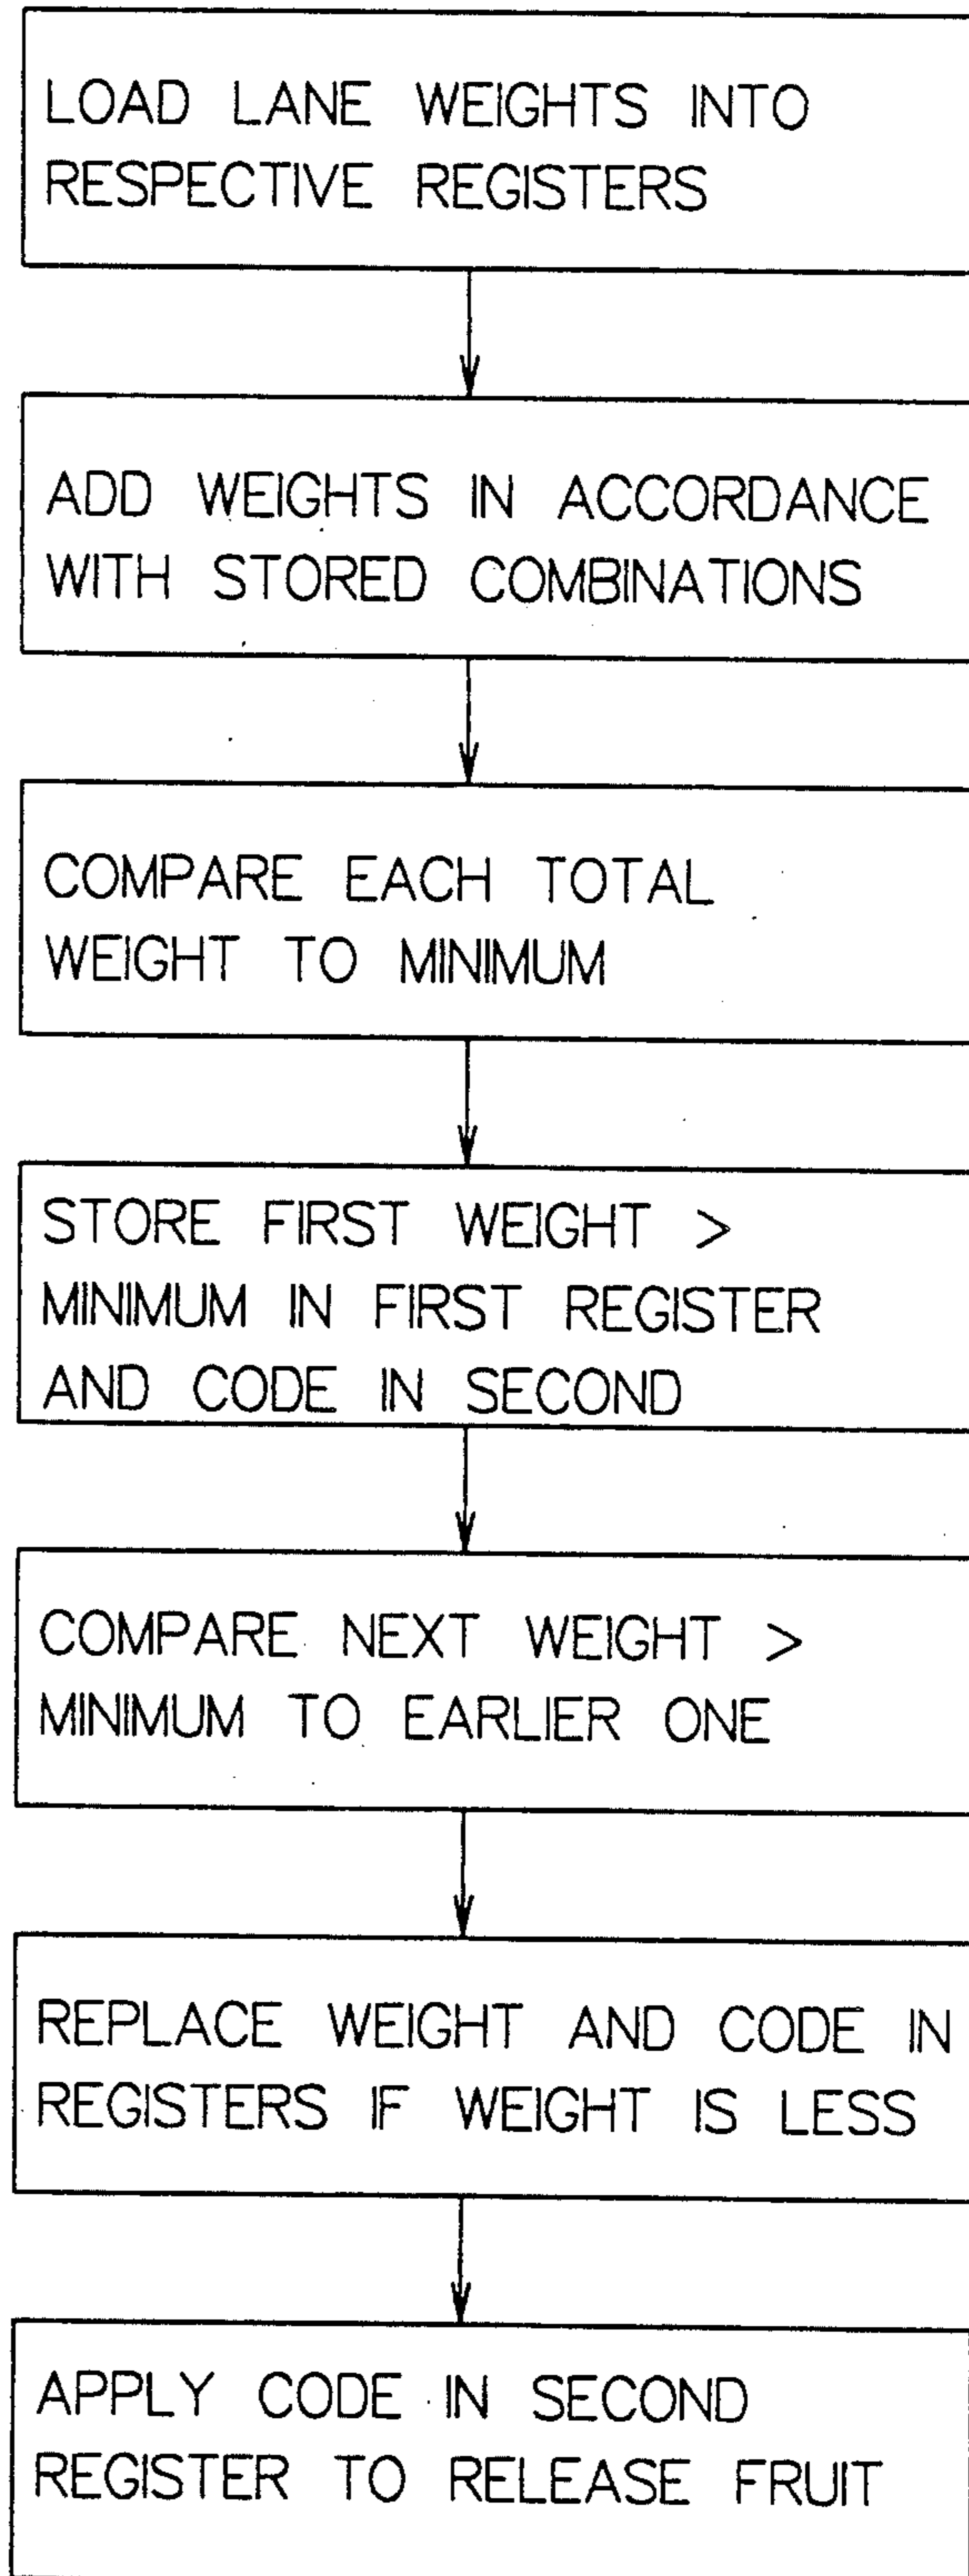 LOAD LANE WEIGHTS INTO
RESPECTIVE REGISTERS
ADD WEIGHTS IN ACCORDANCE
WITH STORED COMBINATIONS
COMPARE EACH TOTAL
WEIGHT TO MINIMUM
STORE FIRST WEIGHT >
MINIMUM IN FIRST REGISTER
AND CODE IN SECOND
COMPARE NEXT WEIGHT >
MINIMUM TO EARLIER ONE
REPLACE WEIGHT AND CODE IN
REGISTERS IF WEIGHT IS LESS
APPLY CODE IN SECOND
REGISTER TO RELEASE FRUIT